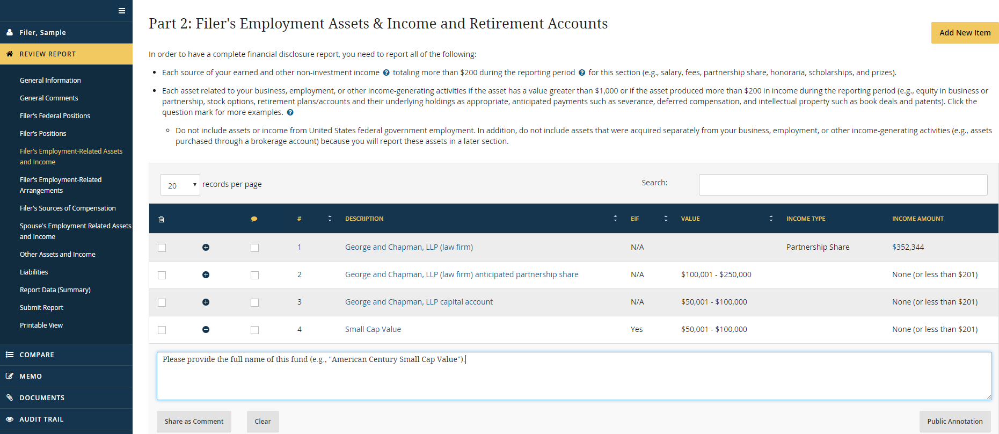 Filer, Sample
REVIEW REPORT
General Information
General Comments
Filer's Federal Positions
Filer's Positions
Filer's Employment-Related Assets
and Income
Filer's Employment-Related
Arrangements
Filer's Sources of Compensation
Spouse's Employment Related Assets
and Income
Other Assets and Income
Liabilities
Report Data (Summary)
Submit Report
Printable View
COMPARE
MEMO
DOCUMENTS
AUDIT TRAIL
Part 2: Filer's Employment Assets & Income and Retirement Accounts
Add New Item
In order to have a complete financial disclosure report, you need to report all of the following:
• Each source of your earned and other non-investment income ? totaling more than $200 during the reporting period ? for this section (e.g., salary, fees, partnership share, honoraria, scholarships, and prizes).
• Each asset related to your business, employment, or other income-generating activities if the asset has a value greater than $1,000 or if the asset produced more than $200 in income during the reporting period (e.g., equity in business or
partnership, stock options, retirement plans/accounts and their underlying holdings as appropriate, anticipated payments such as severance, deferred compensation, and intellectual property such as book deals and patents). Click the
question mark for more examples. ?
Do not include assets or income from United States federal government employment. In addition, do not include assets that were acquired separately from your business, employment, or other income-generating activities (e.g., assets
purchased through a brokerage account) because you will report these assets in a later section.
20 records per page Search:
# DESCRIPTION EIF VALUE INCOME TYPE INCOME AMOUNT
1 George and Chapman, LLP (law firm) N/A Partnership Share $352,344
2 George and Chapman, LLP (law firm) anticipated partnership share N/A $100,001 - $250,000 None (or less than $201)
3 George and Chapman, LLP capital account N/A $50,001 - $100,000 None (or less than $201)
4 Small Cap Value Yes $50,001 - $100,000 None (or less than $201)
Please provide the full name of this fund (e.g., "American Century Small Cap Value").
Share as Comment Clear Public Annotation